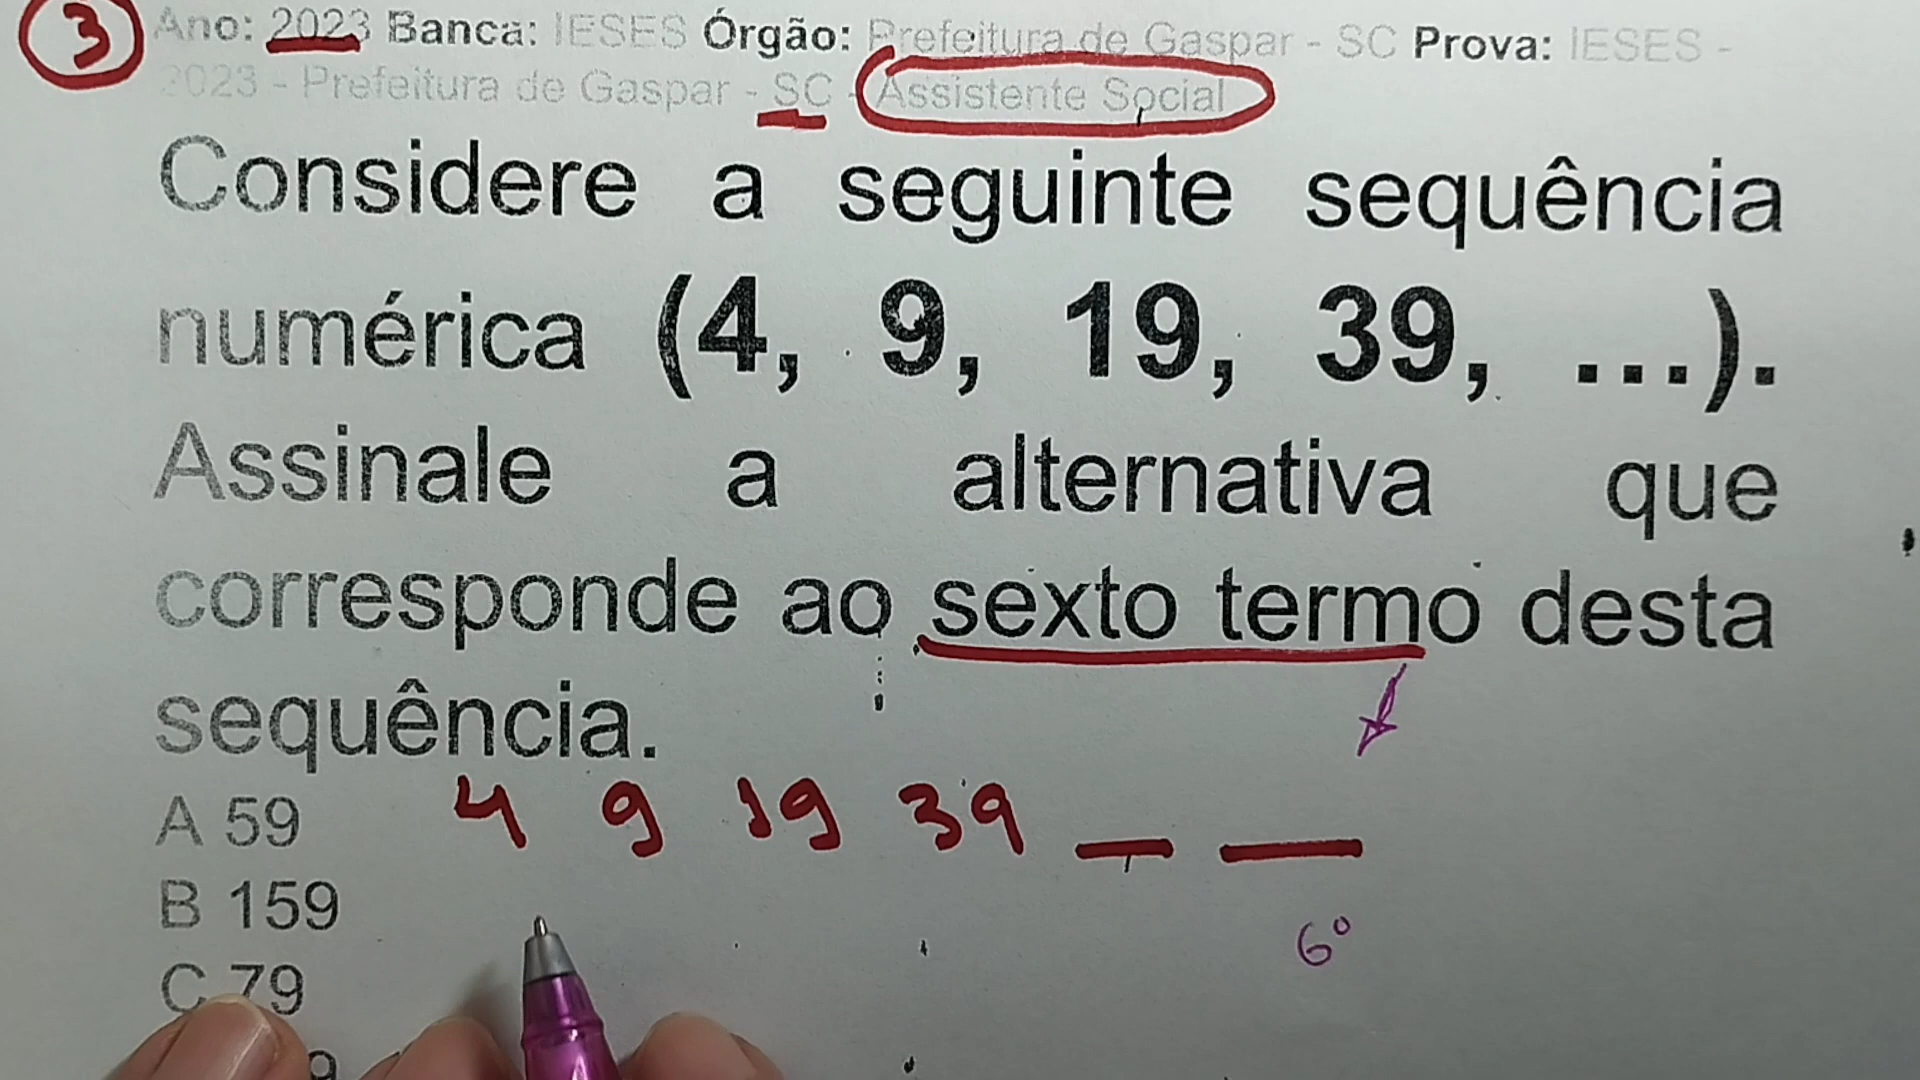 3 Ano: 2023 Banca: IESES Órgão: Prefeitura de Gaspar - SC Prova: IESES -
2023 - Prefeitura de Gaspar - SC - Assistente Social
Considere a seguinte sequência
numérica (4, 9, 19, 39, ...).
Assinale a alternativa que
corresponde ao sexto termo desta
sequência.
A 59 4 9 19 39 _ _
B 159
6º
C 79
9